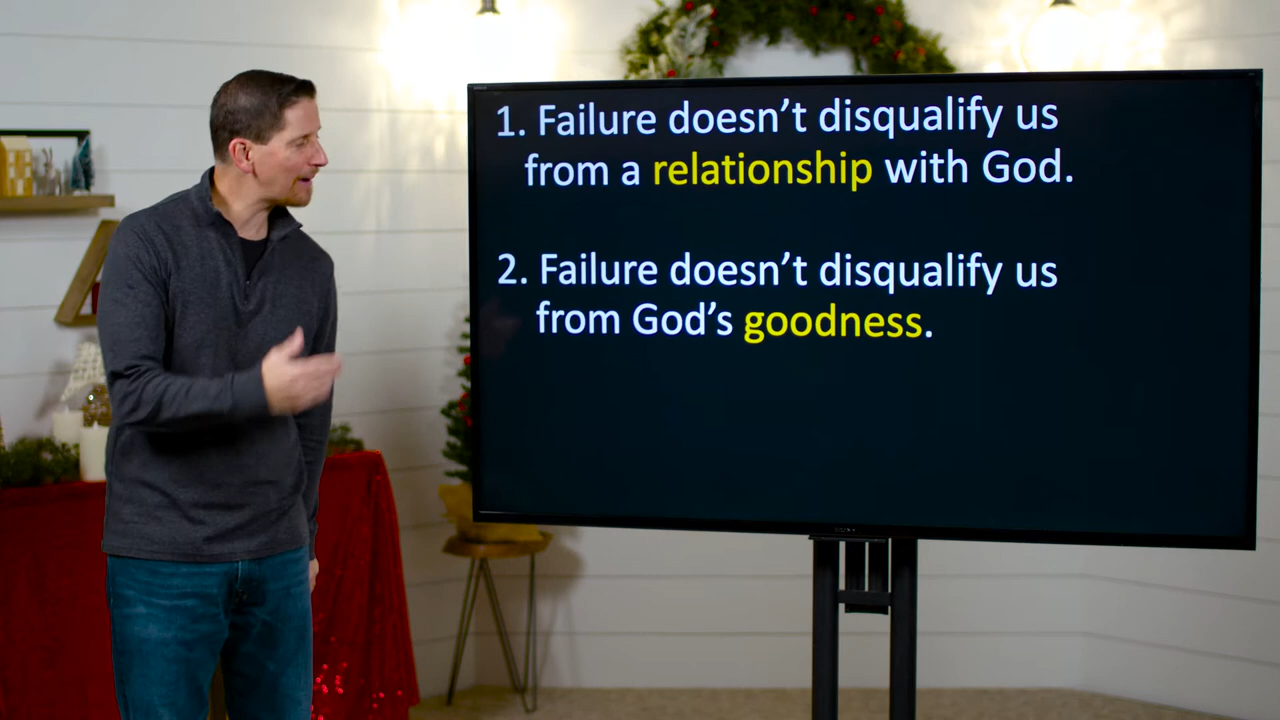 1. Failure doesn’t disqualify us
from a relationship with God.
2. Failure doesn’t disqualify us
from God’s goodness.